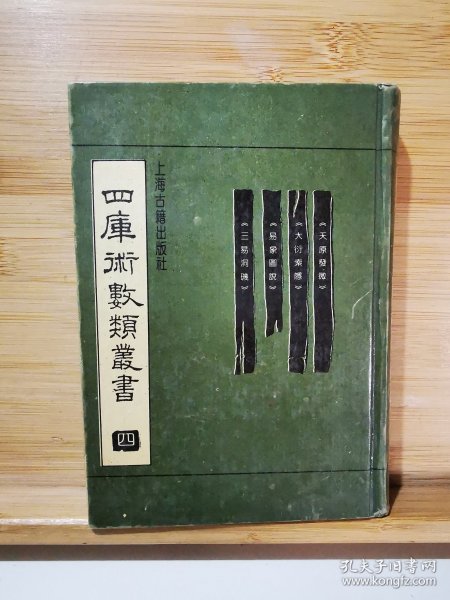 四庫術數類叢書
四
上海古籍出版社
《天原發微》
《大衍索隱》
《易象圖說》
《三易洞璣》
孔夫子旧书网
www.kongfz.com